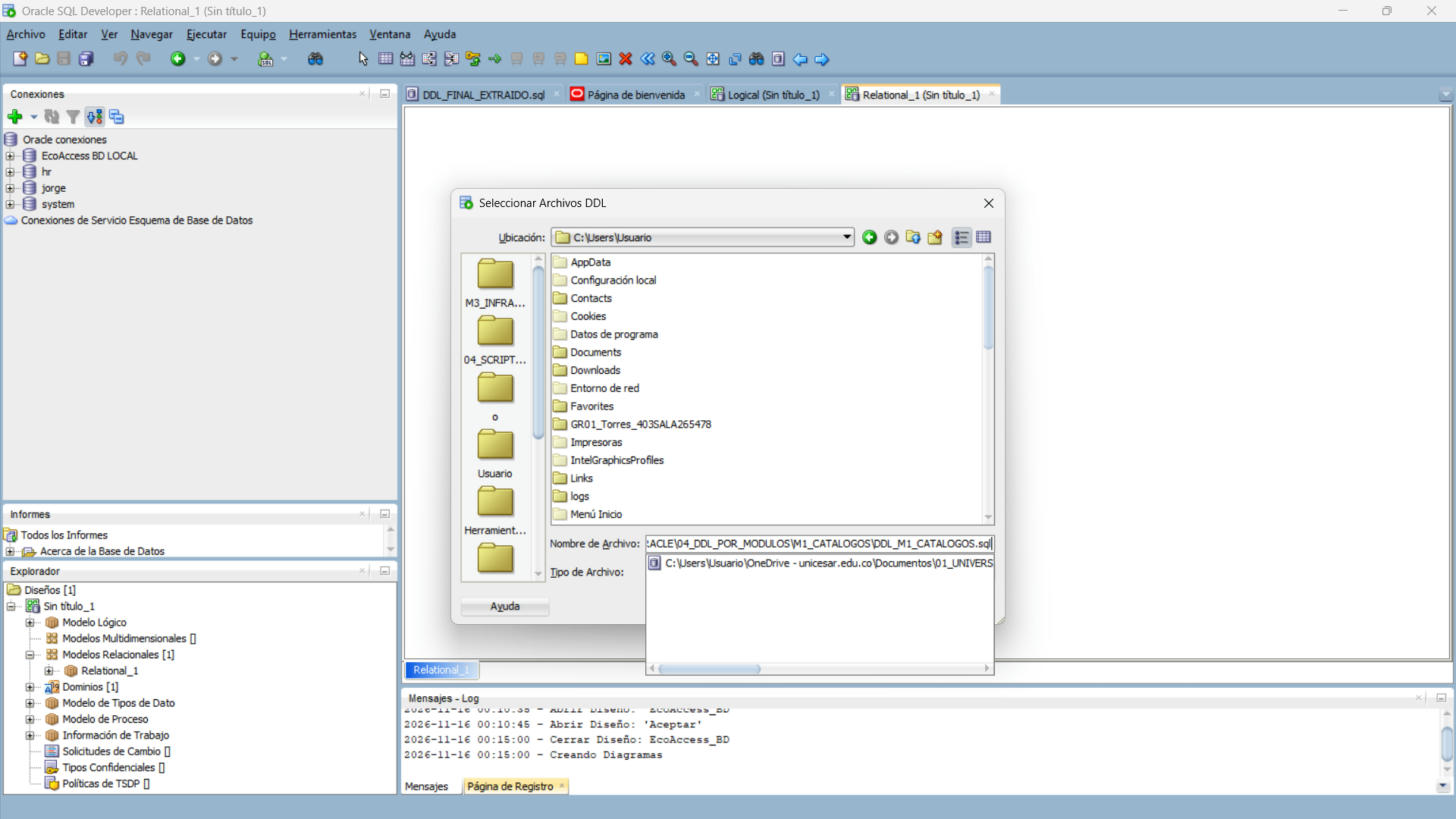 Oracle SQL Developer : Relational_1 (Sin título_1)
Archivo Editar Ver Navegar Ejecutar Equipo Herramientas Ventana Ayuda
Conexiones
Oracle conexiones
EcoAccess BD LOCAL
hr
jorge
system
Conexiones de Servicio Esquema de Base de Datos
Informes
Todos los Informes
Acerca de la Base de Datos
Explorador
Diseños [1]
Sin título_1
Modelo Lógico
Modelos Multidimensionales []
Modelos Relacionales [1]
Relational_1
Dominios [1]
Modelo de Tipos de Dato
Modelo de Proceso
Información de Trabajo
Solicitudes de Cambio []
Tipos Confidenciales []
Políticas de TSDP []
DDL_FINAL_EXTRAIDO.sql Página de bienvenida Logical (Sin título_1) Relational_1 (Sin título_1)
Seleccionar Archivos DDL
Ubicación: C:\Users\Usuario
M3_INFRA...
04_SCRIPT...
o
Usuario
Herramient...
AppData
Configuración local
Contacts
Cookies
Datos de programa
Documents
Downloads
Entorno de red
Favorites
GR01_Torres_403SALA265478
Impresoras
IntelGraphicsProfiles
Links
logs
Menú Inicio
Nombre de Archivo: ACLE\04_DDL_POR_MODULOS\M1_CATALOGOS\DDL_M1_CATALOGOS.sql
C:\Users\Usuario\OneDrive - unicesar.edu.co\Documentos\01_UNIVERS
Tipo de Archivo:
Ayuda
Relational_1
Mensajes - Log
2026-11-16 00:10:35 - Abrir Diseño: 'EcoAccess_BD'
2026-11-16 00:10:45 - Abrir Diseño: 'Aceptar'
2026-11-16 00:15:00 - Cerrar Diseño: EcoAccess_BD
2026-11-16 00:15:00 - Creando Diagramas
Mensajes Página de Registro